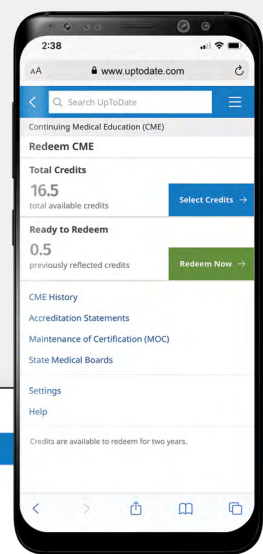 2:38
AA www.uptodate.com
Search UpToDate
Continuing Medical Education (CME)
Redeem CME
Total Credits
16.5
total available credits
Select Credits →
Ready to Redeem
0.5
previously reflected credits
Redeem Now →
CME History
Accreditation Statements
Maintenance of Certification (MOC)
State Medical Boards
Settings
Help
Credits are available to redeem for two years.